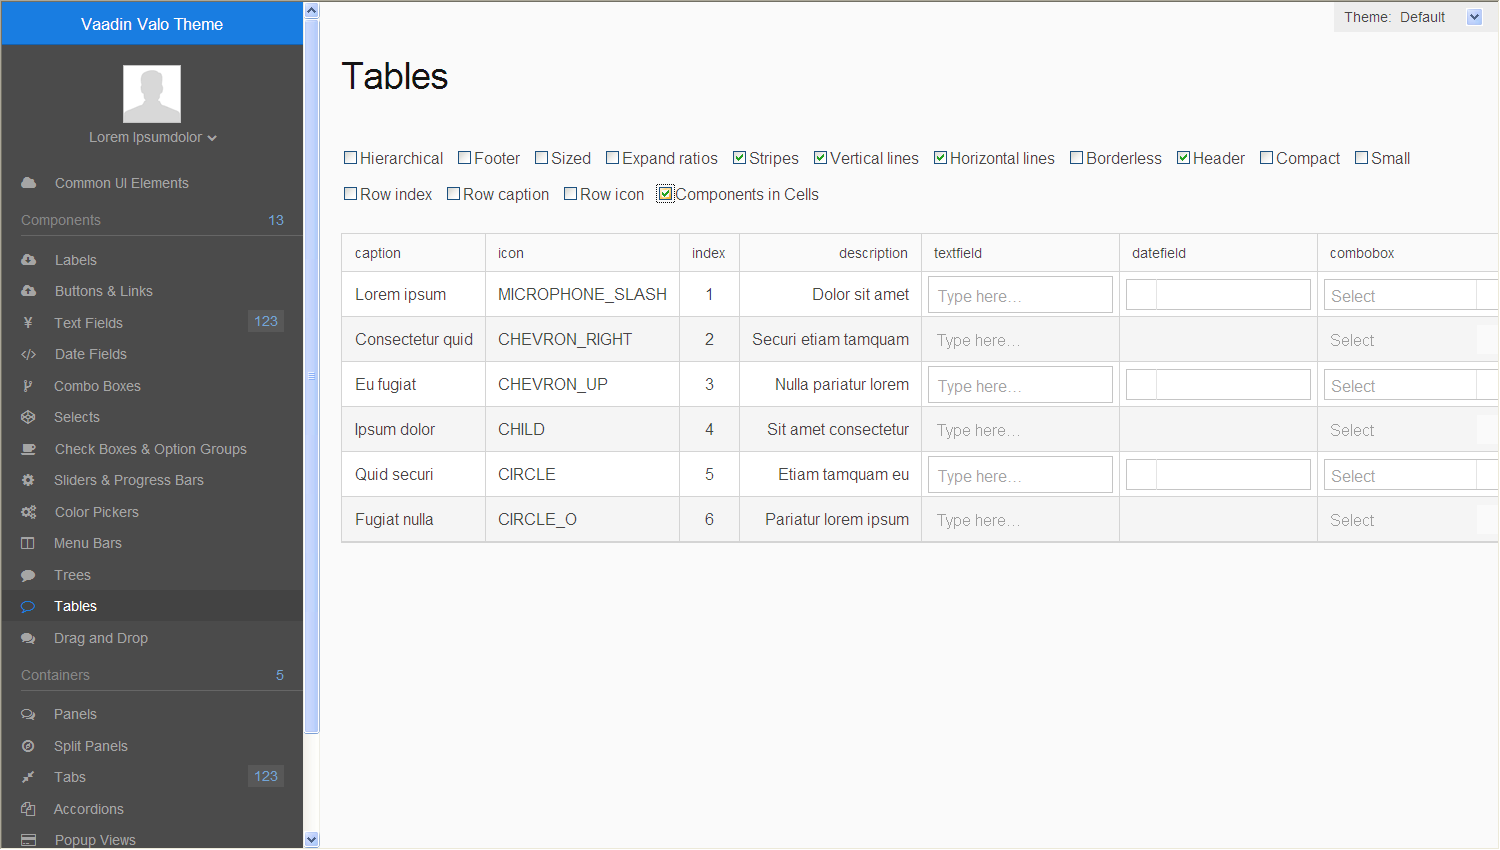 Vaadin Valo Theme
Lorem Ipsumdolor
Common UI Elements
Components 13
Labels
Buttons & Links
Text Fields 123
Date Fields
Combo Boxes
Selects
Check Boxes & Option Groups
Sliders & Progress Bars
Color Pickers
Menu Bars
Trees
Tables
Drag and Drop
Containers 5
Panels
Split Panels
Tabs 123
Accordions
Popup Views
Theme: Default
Tables
Hierarchical Footer Sized Expand ratios Stripes Vertical lines Horizontal lines Borderless Header Compact Small
Row index Row caption Row icon Components in Cells
caption icon index description textfield datefield combobox
Lorem ipsum MICROPHONE_SLASH 1 Dolor sit amet Type here… Select
Consectetur quid CHEVRON_RIGHT 2 Securi etiam tamquam Type here… Select
Eu fugiat CHEVRON_UP 3 Nulla pariatur lorem Type here… Select
Ipsum dolor CHILD 4 Sit amet consectetur Type here… Select
Quid securi CIRCLE 5 Etiam tamquam eu Type here… Select
Fugiat nulla CIRCLE_O 6 Pariatur lorem ipsum Type here… Select